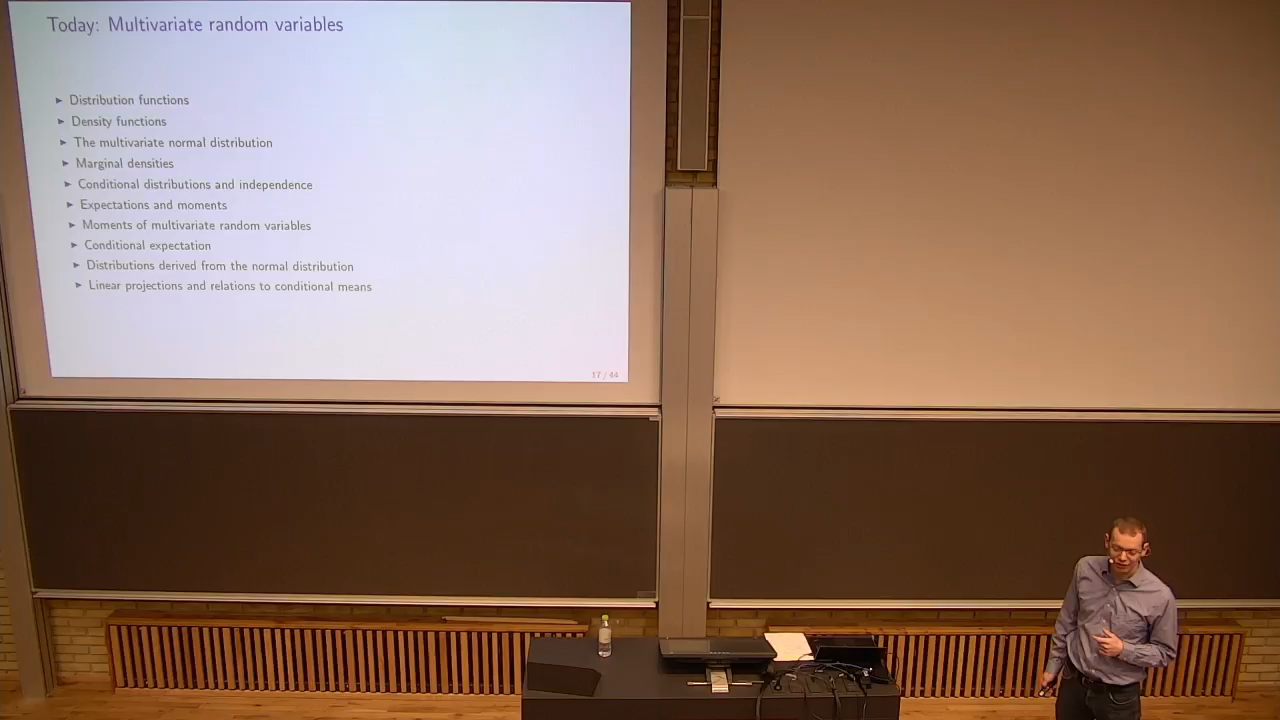 Today: Multivariate random variables
Distribution functions
Density functions
The multivariate normal distribution
Marginal densities
Conditional distributions and independence
Expectations and moments
Moments of multivariate random variables
Conditional expectation
Distributions derived from the normal distribution
Linear projections and relations to conditional means
17 / 44